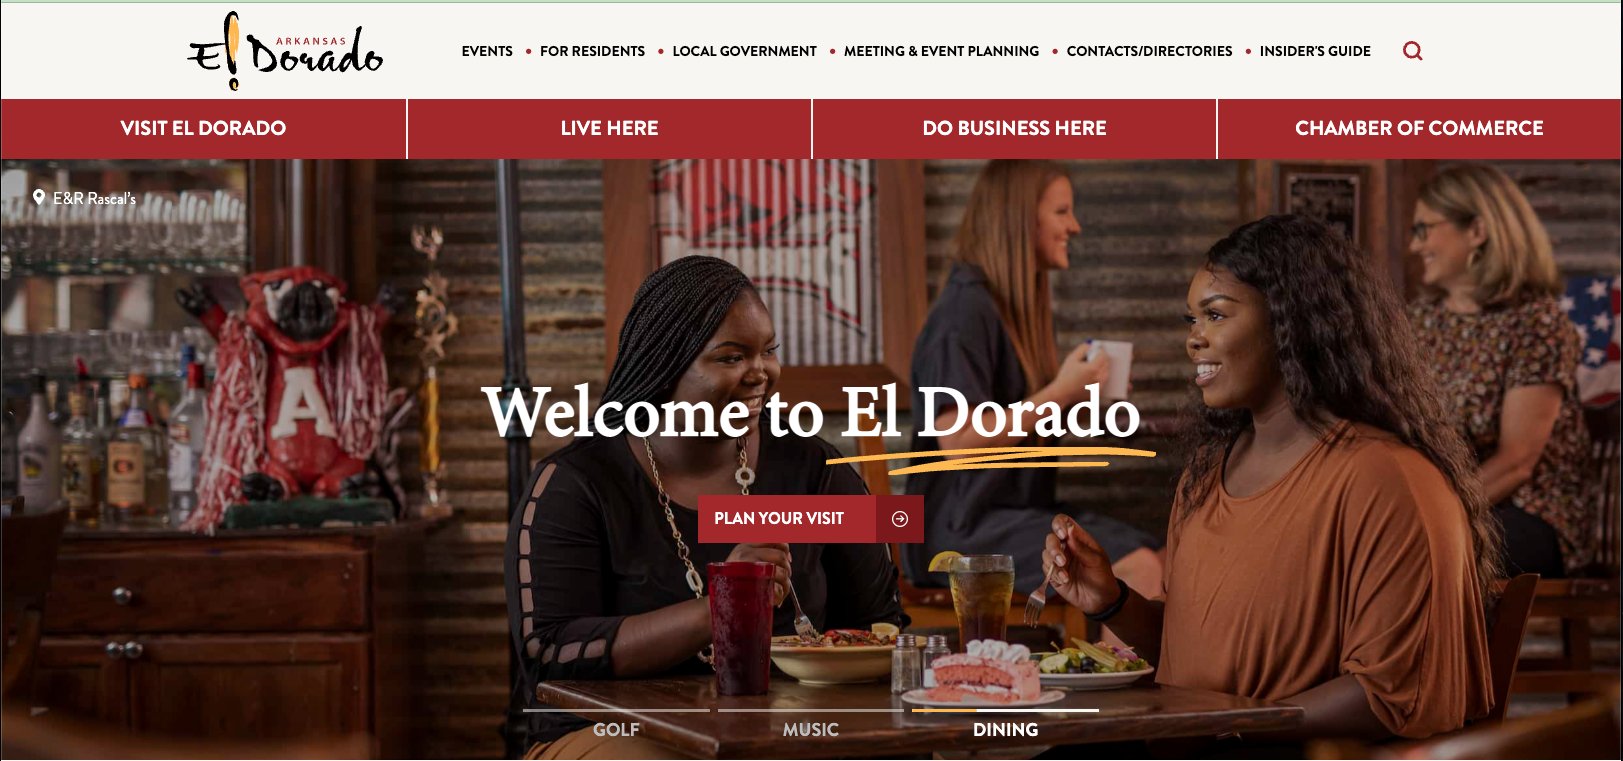 El Dorado
ARKANSAS
EVENTS • FOR RESIDENTS • LOCAL GOVERNMENT • MEETING & EVENT PLANNING • CONTACTS/DIRECTORIES • INSIDER'S GUIDE
VISIT EL DORADO
LIVE HERE
DO BUSINESS HERE
CHAMBER OF COMMERCE
E&R Rascal's
A
Welcome to El Dorado
PLAN YOUR VISIT
GOLF
MUSIC
DINING